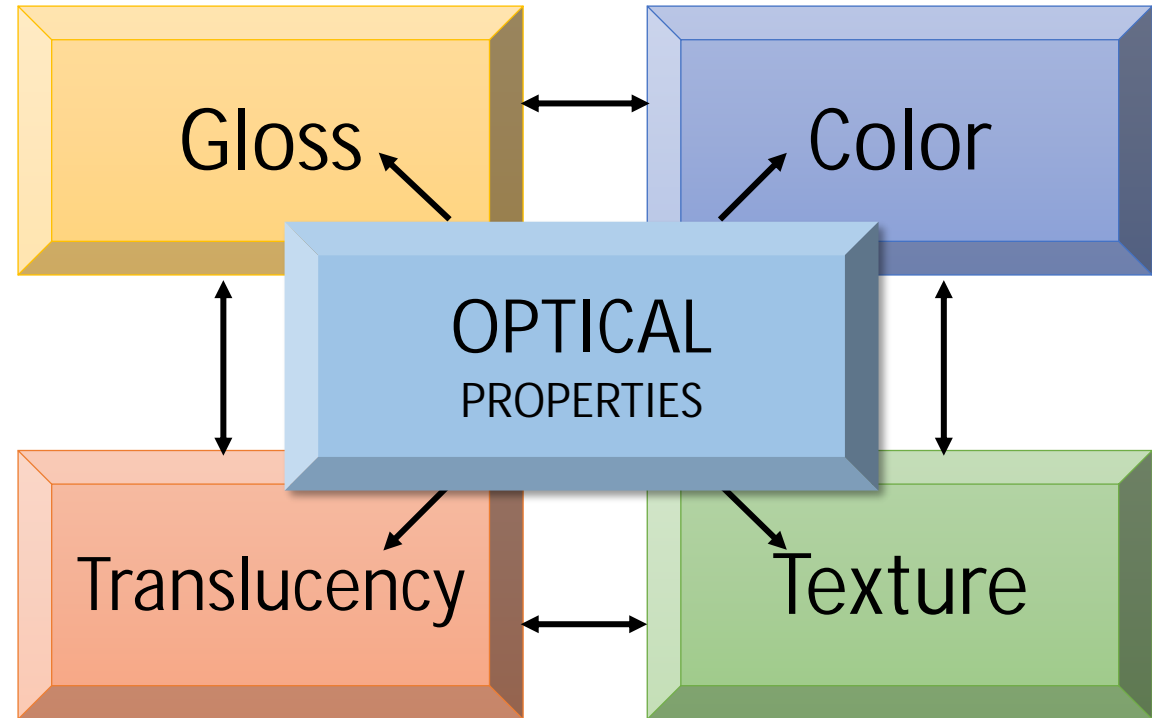 Gloss
Color
OPTICAL
PROPERTIES
Translucency
Texture